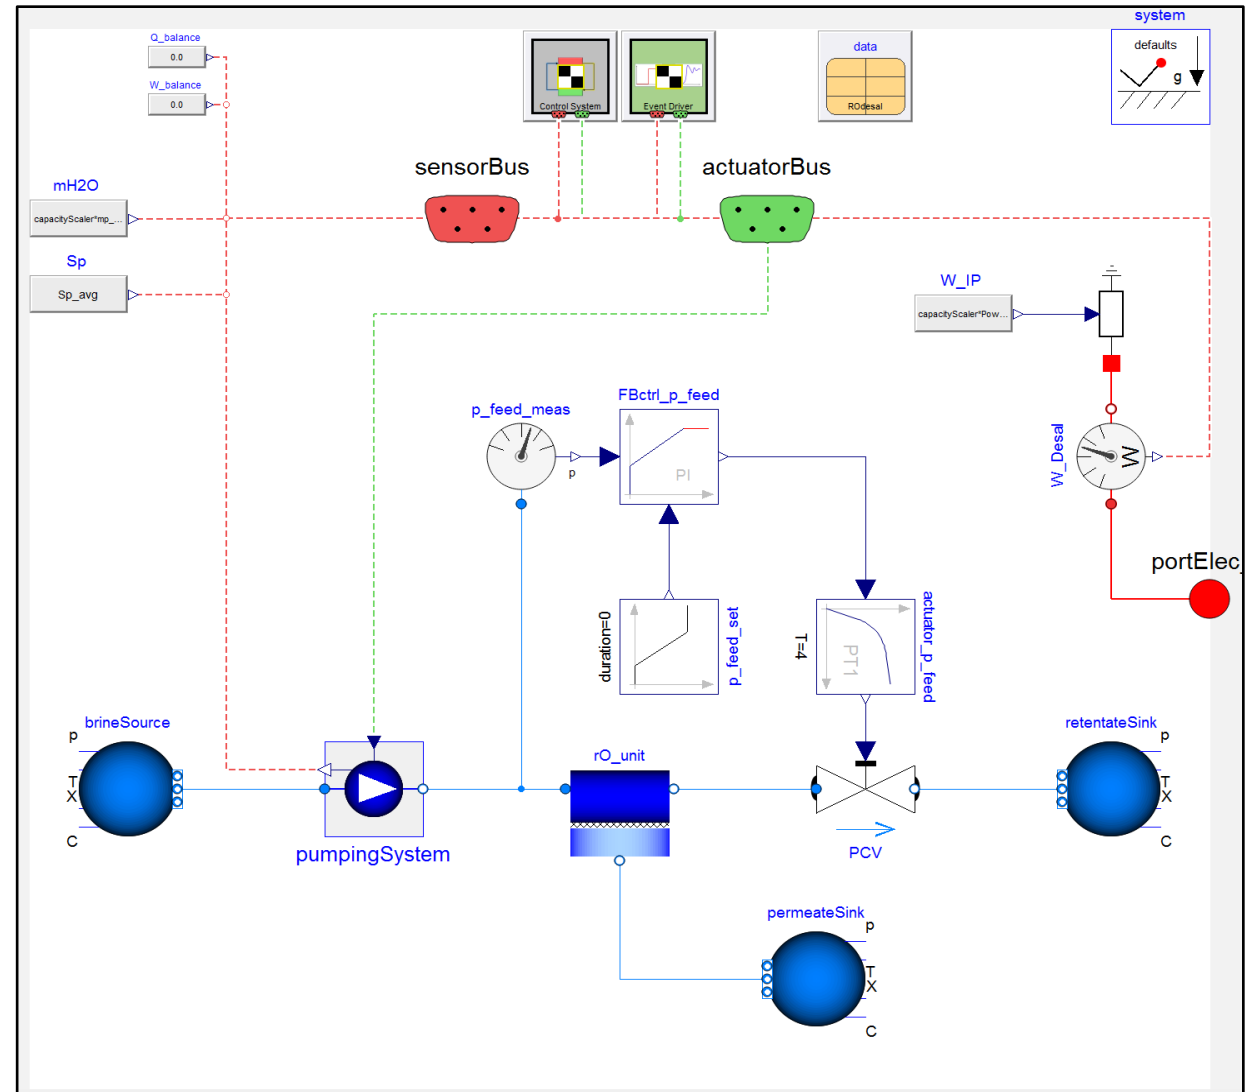 system
Q_balance
0.0
W_balance
0.0
Control System
Event Driver
data
ROdesal
defaults
g
sensorBus
actuatorBus
mH2O
capacityScaler*mp_...
Sp
Sp_avg
W_IP
capacityScaler*Pow...
p_feed_meas
p
FBctrl_p_feed
PI
W_Desal
W
portElec_
duration=0
p_feed_set
T=4
PT1
actuator_p_feed
brineSource
p
T
X
C
pumpingSystem
rO_unit
PCV
retentateSink
p
T
X
C
permeateSink
p
T
X
C